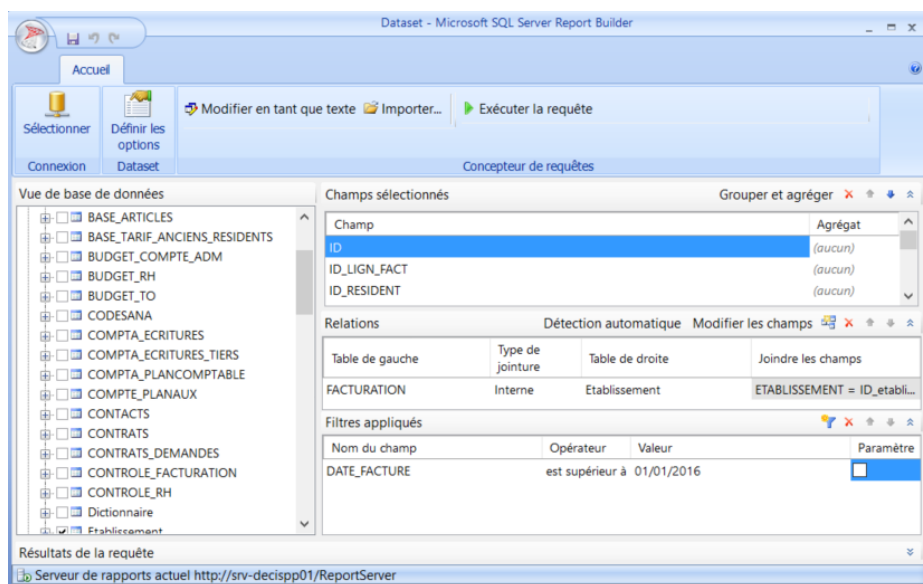 Dataset - Microsoft SQL Server Report Builder
Accueil
Modifier en tant que texte Importer... Exécuter la requête
Sélectionner
Définir les
options
Connexion Dataset Concepteur de requêtes
Vue de base de données
BASE_ARTICLES
BASE_TARIF_ANCIENS_RESIDENTS
BUDGET_COMPTE_ADM
BUDGET_RH
BUDGET_TO
CODESANA
COMPTA_ECRITURES
COMPTA_ECRITURES_TIERS
COMPTA_PLANCOMPTABLE
COMPTE_PLANAUX
CONTACTS
CONTRATS
CONTRATS_DEMANDES
CONTROLE_FACTURATION
CONTROLE_RH
Dictionnaire
Etablissement
Champs sélectionnés Grouper et agréger
Champ Agrégat
ID (aucun)
ID_LIGN_FACT (aucun)
ID_RESIDENT (aucun)
Relations Détection automatique Modifier les champs
Table de gauche Type de jointure Table de droite Joindre les champs
FACTURATION Interne Etablissement ETABLISSEMENT = ID_etabli...
Filtres appliqués
Nom du champ Opérateur Valeur Paramètre
DATE_FACTURE est supérieur à 01/01/2016
Résultats de la requête
Serveur de rapports actuel http://srv-decispp01/ReportServer